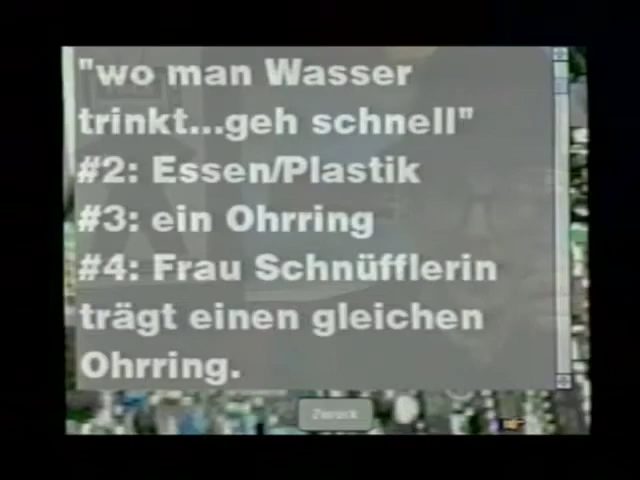 "wo man Wasser
trinkt...geh schnell"
#2: Essen/Plastik
#3: ein Ohrring
#4: Frau Schnüfflerin
trägt einen gleichen
Ohrring.
Zurück